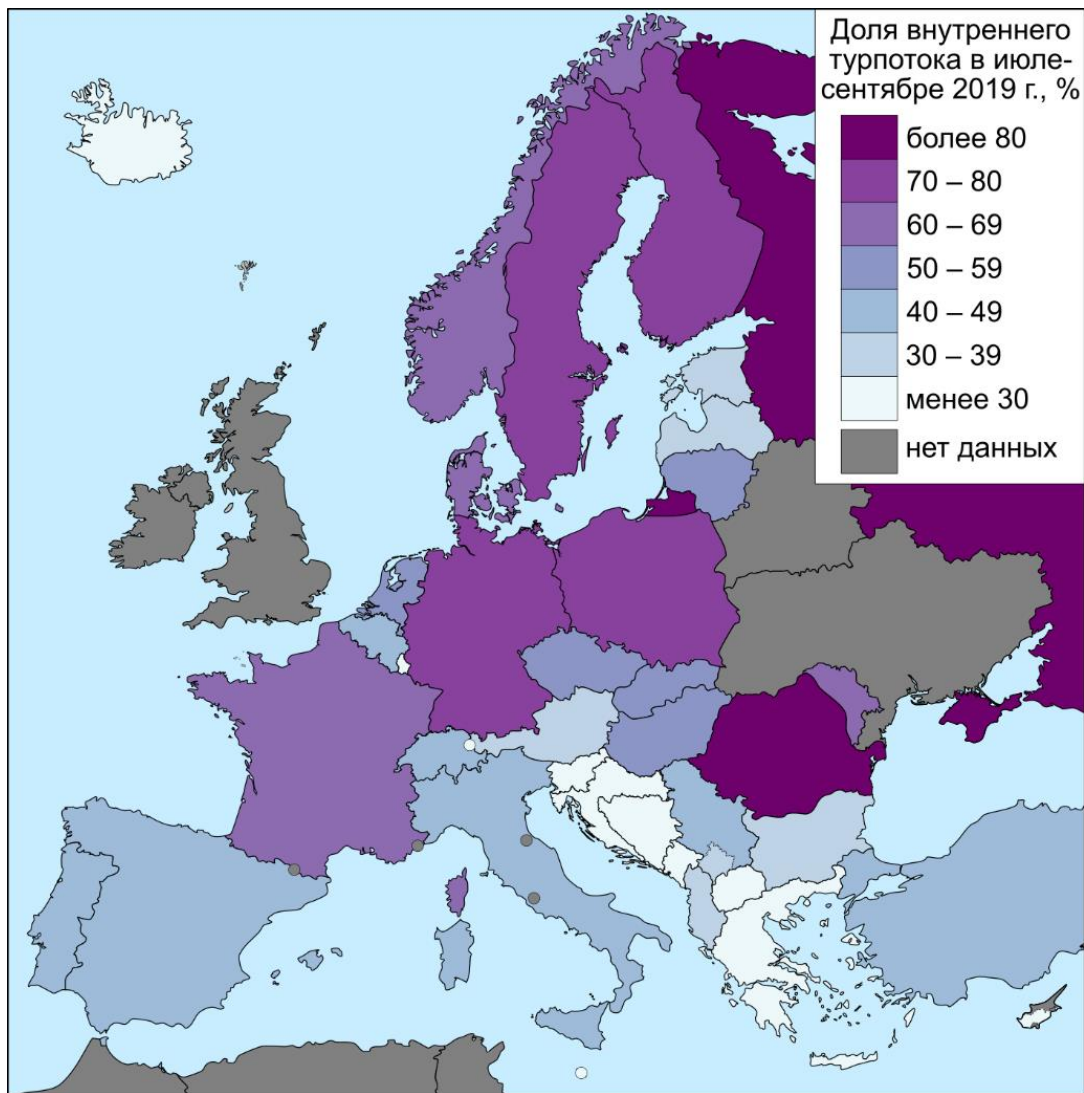 Доля внутреннего
турпотока в июле-
сентябре 2019 г., %
более 80
70 – 80
60 – 69
50 – 59
40 – 49
30 – 39
менее 30
нет данных